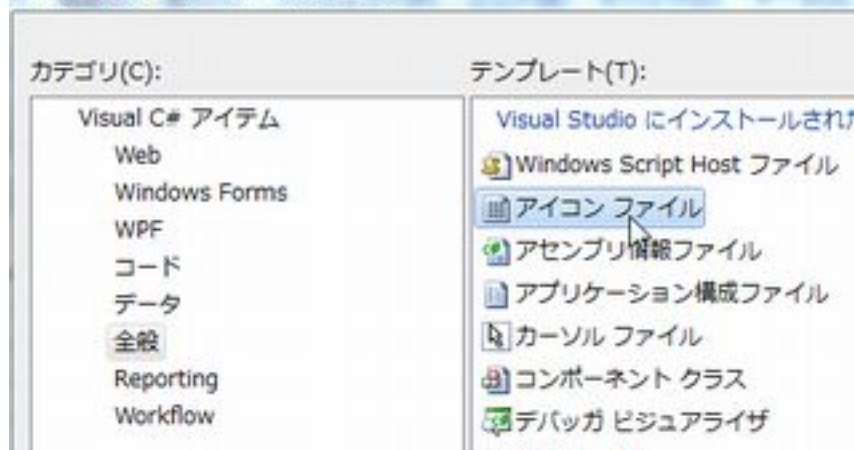 カテゴリ(C):
Visual C# アイテム
Web
Windows Forms
WPF
コード
データ
全般
Reporting
Workflow
テンプレート(T):
Visual Studio にインストールされた
Windows Script Host ファイル
アイコン ファイル
アセンブリ情報ファイル
アプリケーション構成ファイル
カーソル ファイル
コンポーネント クラス
デバッガ ビジュアライザ